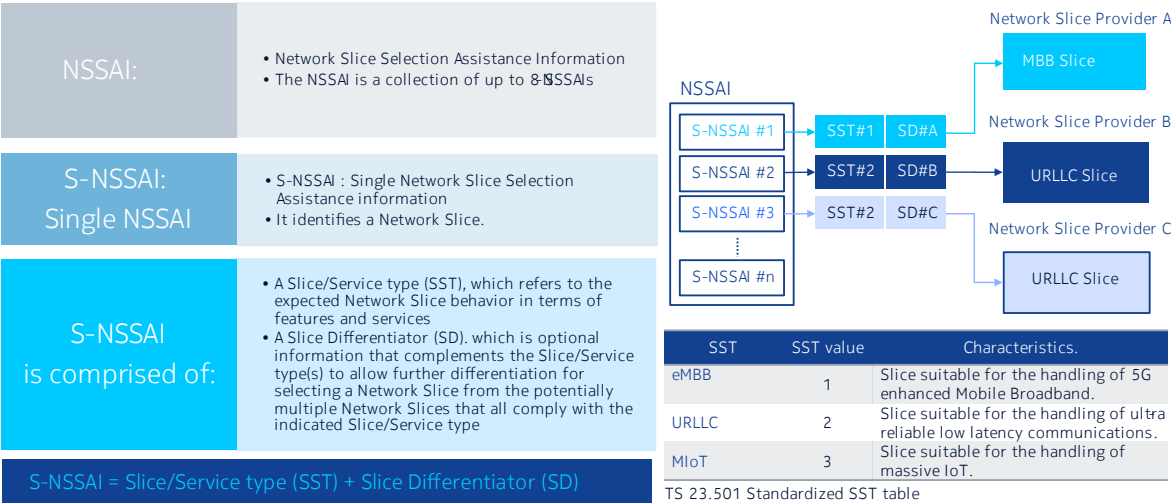 NSSAI:
• Network Slice Selection Assistance Information
• The NSSAI is a collection of up to 8 S-NSSAIs
S-NSSAI:
Single NSSAI
• S-NSSAI : Single Network Slice Selection
Assistance information
• It identifies a Network Slice.
S-NSSAI
is comprised of:
• A Slice/Service type (SST), which refers to the
expected Network Slice behavior in terms of
features and services
• A Slice Differentiator (SD). which is optional
information that complements the Slice/Service
type(s) to allow further differentiation for
selecting a Network Slice from the potentially
multiple Network Slices that all comply with the
indicated Slice/Service type
S-NSSAI = Slice/Service type (SST) + Slice Differentiator (SD)
Network Slice Provider A
MBB Slice
NSSAI
S-NSSAI #1 SST#1 SD#A
Network Slice Provider B
S-NSSAI #2 SST#2 SD#B URLLC Slice
S-NSSAI #3 SST#2 SD#C
Network Slice Provider C
S-NSSAI #n URLLC Slice
SST SST value Characteristics.
eMBB 1 Slice suitable for the handling of 5G
enhanced Mobile Broadband.
URLLC 2 Slice suitable for the handling of ultra
reliable low latency communications.
MIoT 3 Slice suitable for the handling of
massive IoT.
TS 23.501 Standardized SST table